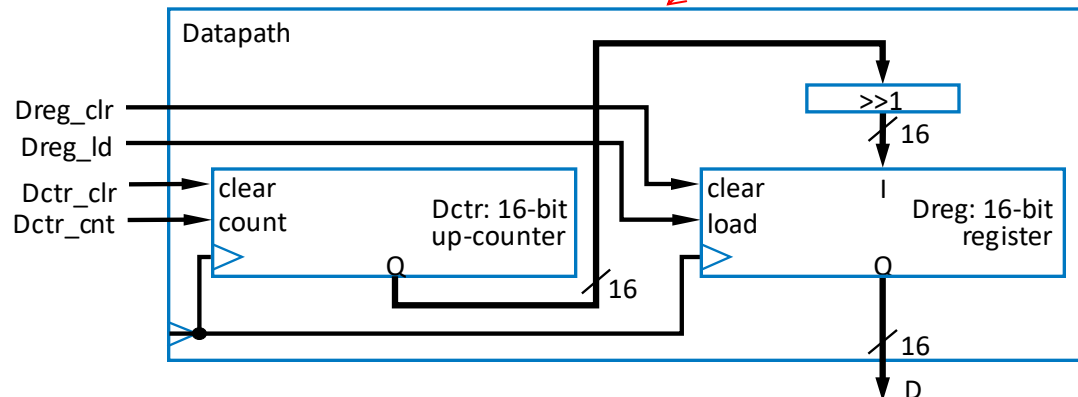 Datapath
>>1
Dreg_clr
16
Dreg_ld
Dctr_clr
clear
Dctr: 16-bit
clear
I
Dreg: 16-bit
Dctr_cnt
count
up-counter
load
register
Q
16
Q
16
D